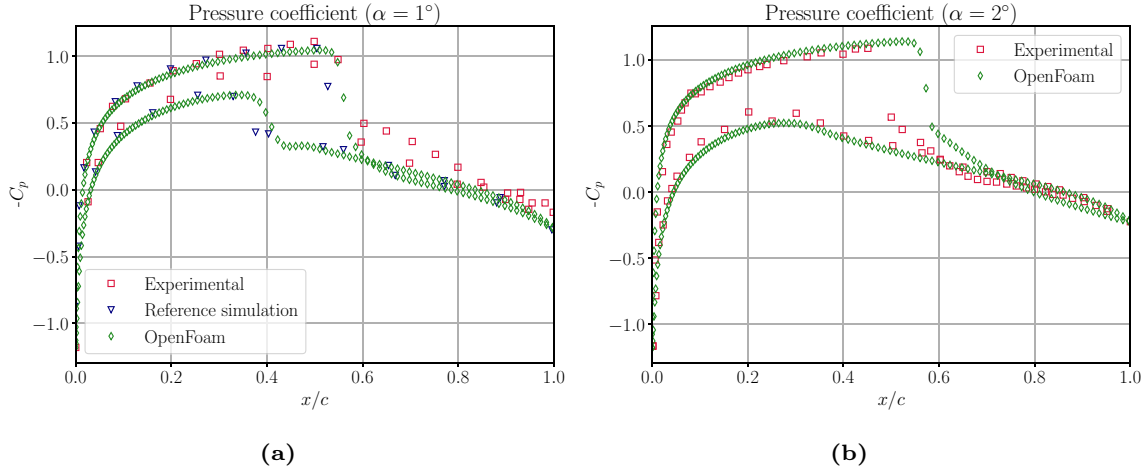 Pressure coefficient (α = 1°)
1.0
0.5
0.0
−0.5
−1.0
-Cp
Experimental
Reference simulation
OpenFoam
0.0 0.2 0.4 0.6 0.8 1.0
x/c
(a)
Pressure coefficient (α = 2°)
1.0
0.5
0.0
−0.5
−1.0
-Cp
Experimental
OpenFoam
0.0 0.2 0.4 0.6 0.8 1.0
x/c
(b)